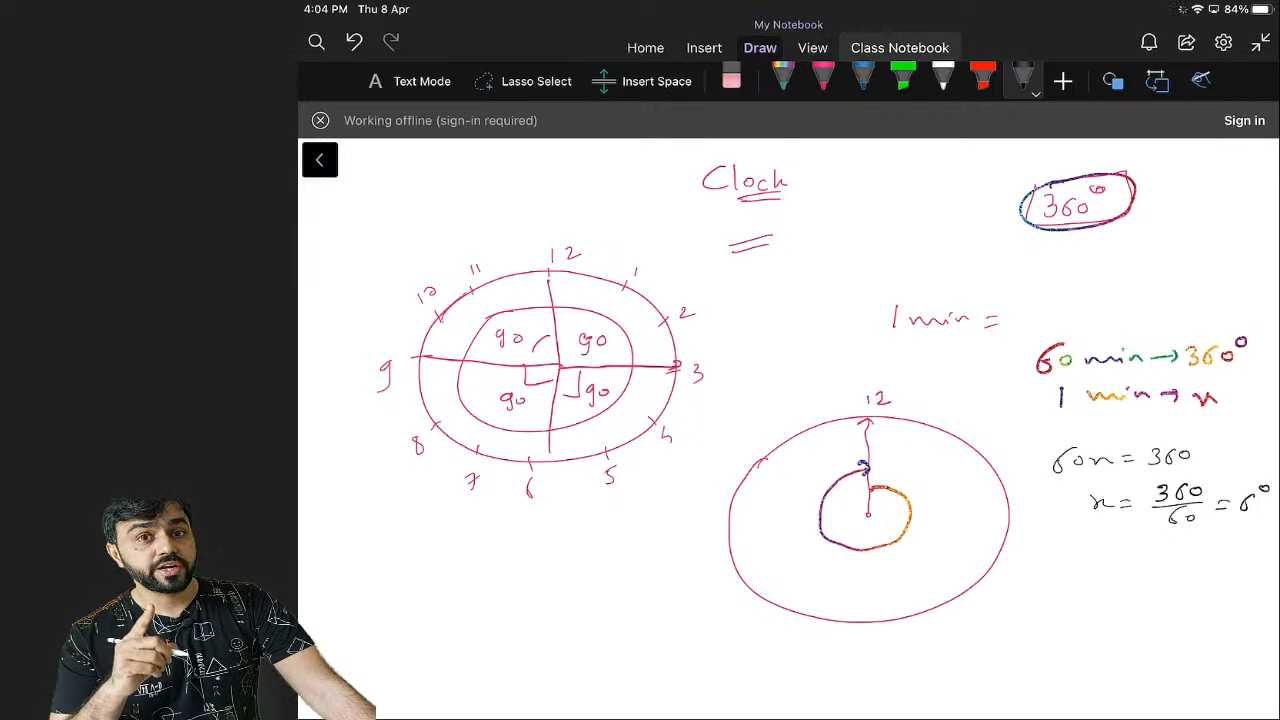 4:04 PM Thu 8 Apr
84%
My Notebook
Home Insert Draw View Class Notebook
Text Mode Lasso Select Insert Space
Working offline (sign-in required) Sign in
Clock
360°
12
1
2
3
4
5
6
7
8
9
10
11
90 90
90 90
1 min =
60 min → 360°
1 min → x
60x = 360
x = 360/60 = 6°
12